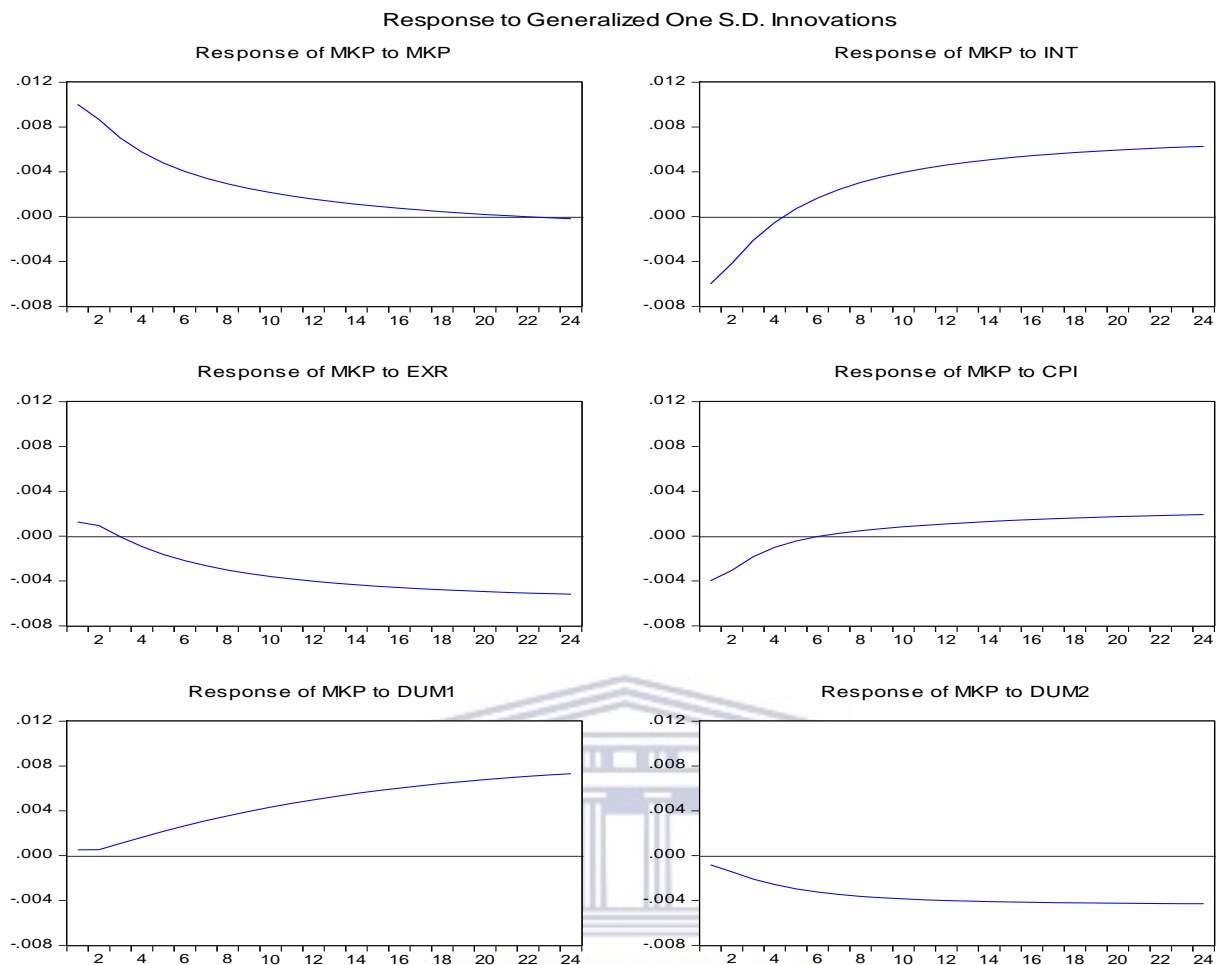 Response to Generalized One S.D. Innovations
Response of MKP to MKP
.012
.008
.004
.000
-.004
-.008
2 4 6 8 10 12 14 16 18 20 22 24
Response of MKP to INT
.012
.008
.004
.000
-.004
-.008
2 4 6 8 10 12 14 16 18 20 22 24
Response of MKP to EXR
.012
.008
.004
.000
-.004
-.008
2 4 6 8 10 12 14 16 18 20 22 24
Response of MKP to CPI
.012
.008
.004
.000
-.004
-.008
2 4 6 8 10 12 14 16 18 20 22 24
Response of MKP to DUM1
.012
.008
.004
.000
-.004
-.008
2 4 6 8 10 12 14 16 18 20 22 24
Response of MKP to DUM2
.012
.008
.004
.000
-.004
-.008
2 4 6 8 10 12 14 16 18 20 22 24